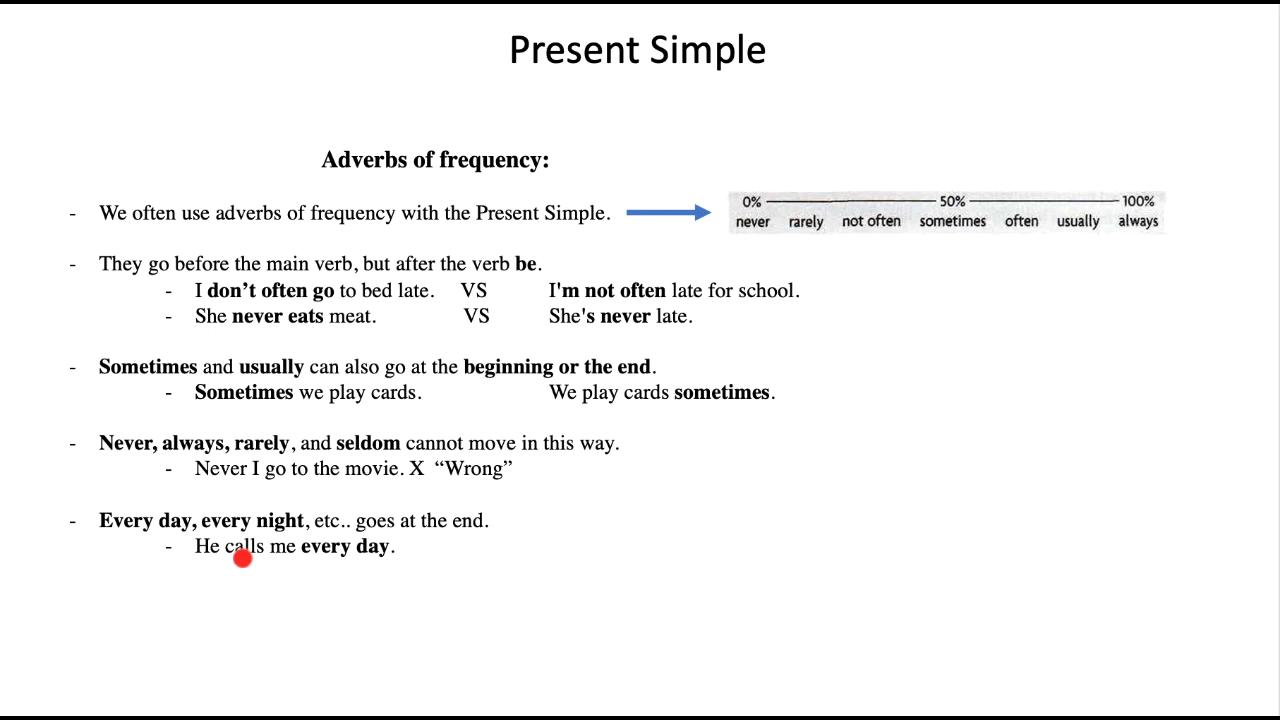 Present Simple
Adverbs of frequency:
- We often use adverbs of frequency with the Present Simple.
0% 50% 100%
never rarely not often sometimes often usually always
- They go before the main verb, but after the verb be.
- I don’t often go to bed late. VS I'm not often late for school.
- She never eats meat. VS She's never late.
- Sometimes and usually can also go at the beginning or the end.
- Sometimes we play cards. We play cards sometimes.
- Never, always, rarely, and seldom cannot move in this way.
- Never I go to the movie. X “Wrong”
- Every day, every night, etc.. goes at the end.
- He calls me every day.